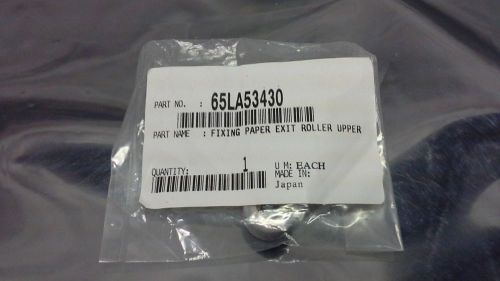 PART NO. : 65LA53430
PART NAME : FIXING PAPER EXIT ROLLER UPPER
QUANTITY: 1 U M: EACH
MADE IN:
Japan